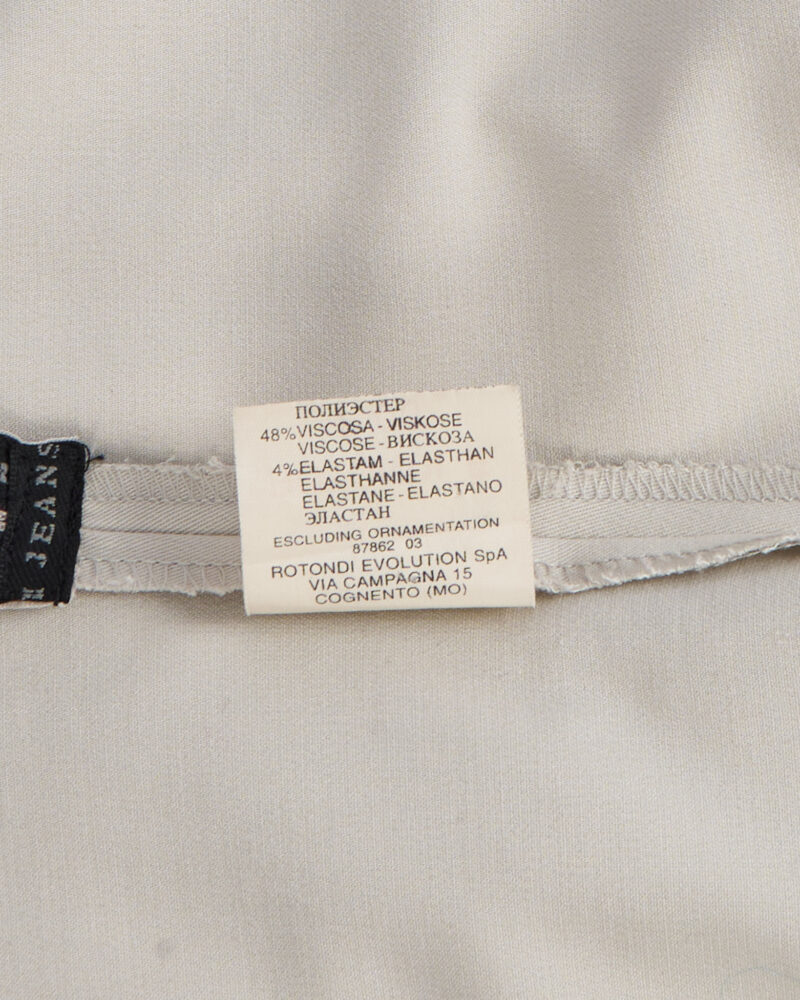 ПОЛИЭСТЕР
48%VISCOSA - VISKOSE
VISCOSE - ВИСКОЗА
4%ELASTAM - ELASTHAN
ELASTHANNE
ELASTANE - ELASTANO
ЭЛАСТАН
ESCLUDING ORNAMENTATION
87862 03
ROTONDI EVOLUTION SpA
VIA CAMPAGNA 15
COGNENTO (MO)
JEANS